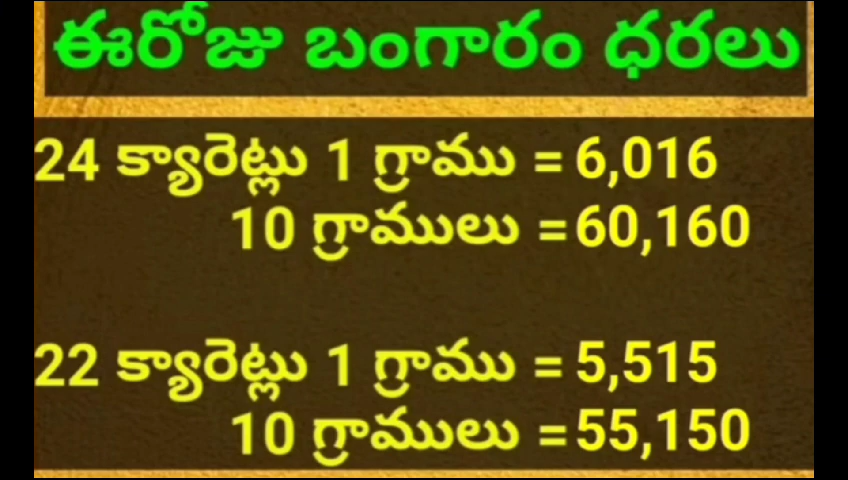 ఈరోజు బంగారం ధరలు
24 క్యారెట్లు 1 గ్రాము = 6,016
10 గ్రాములు =60,160
22 క్యారెట్లు 1 గ్రాము = 5,515
10 గ్రాములు =55,150